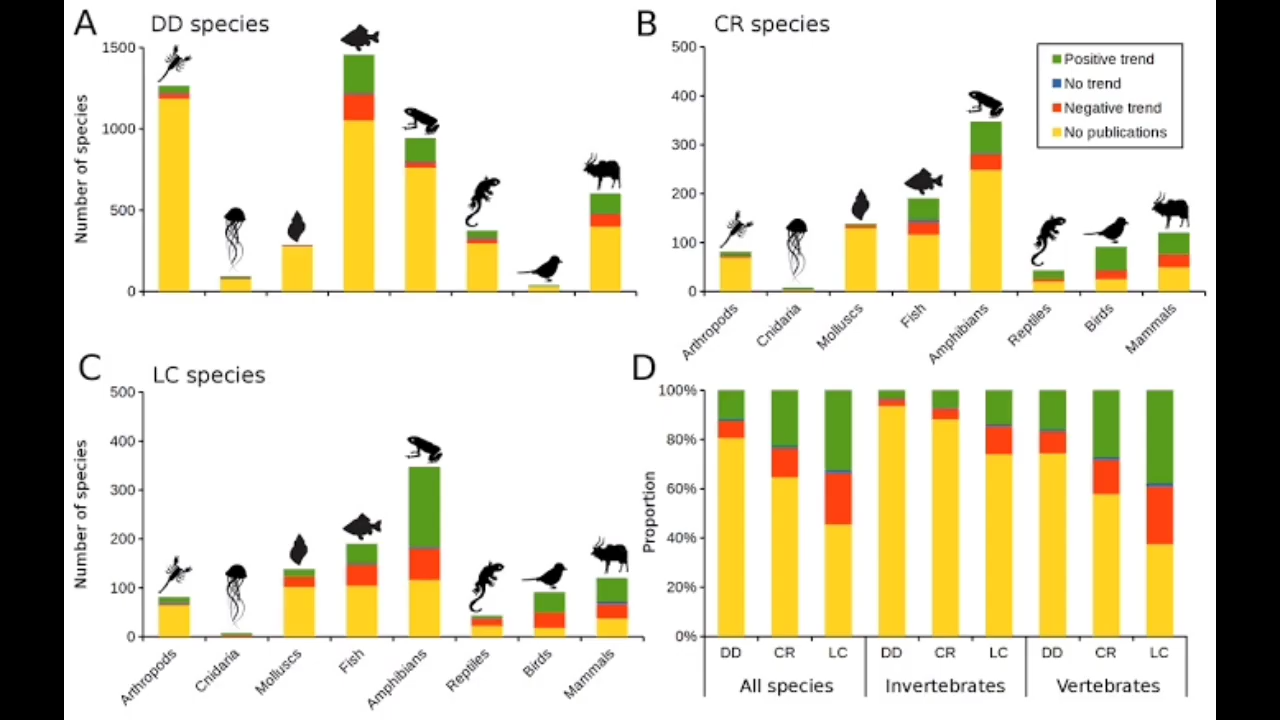 A
DD species
1500
1000
500
0
Number of species
B
CR species
500
400
300
200
100
0
Positive trend
No trend
Negative trend
No publications
Arthropods
Cnidaria
Molluscs
Fish
Amphibians
Reptiles
Birds
Mammals
C
LC species
500
400
300
200
100
0
Number of species
Arthropods
Cnidaria
Molluscs
Fish
Amphibians
Reptiles
Birds
Mammals
D
100%
80%
60%
40%
20%
0%
Proportion
DD CR LC DD CR LC DD CR LC
All species Invertebrates Vertebrates